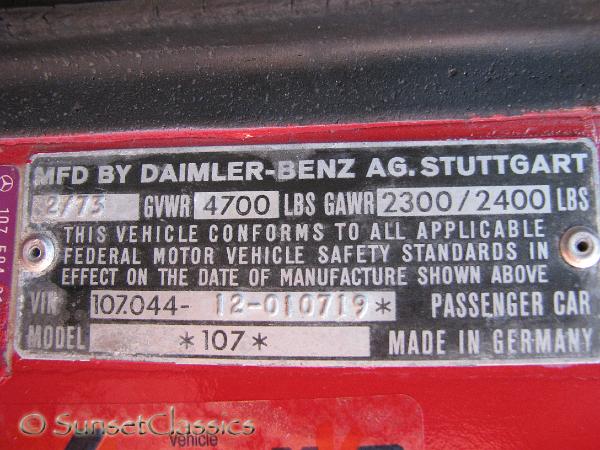 MFD BY DAIMLER-BENZ AG. STUTTGART
2/73 GVWR 4700 LBS GAWR 2300/2400 LBS
THIS VEHICLE CONFORMS TO ALL APPLICABLE
FEDERAL MOTOR VEHICLE SAFETY STANDARDS IN
EFFECT ON THE DATE OF MANUFACTURE SHOWN ABOVE
VIN 107.044- 12-010719* PASSENGER CAR
MODEL *107* MADE IN GERMANY
107
© SunsetClassics
Vehicle